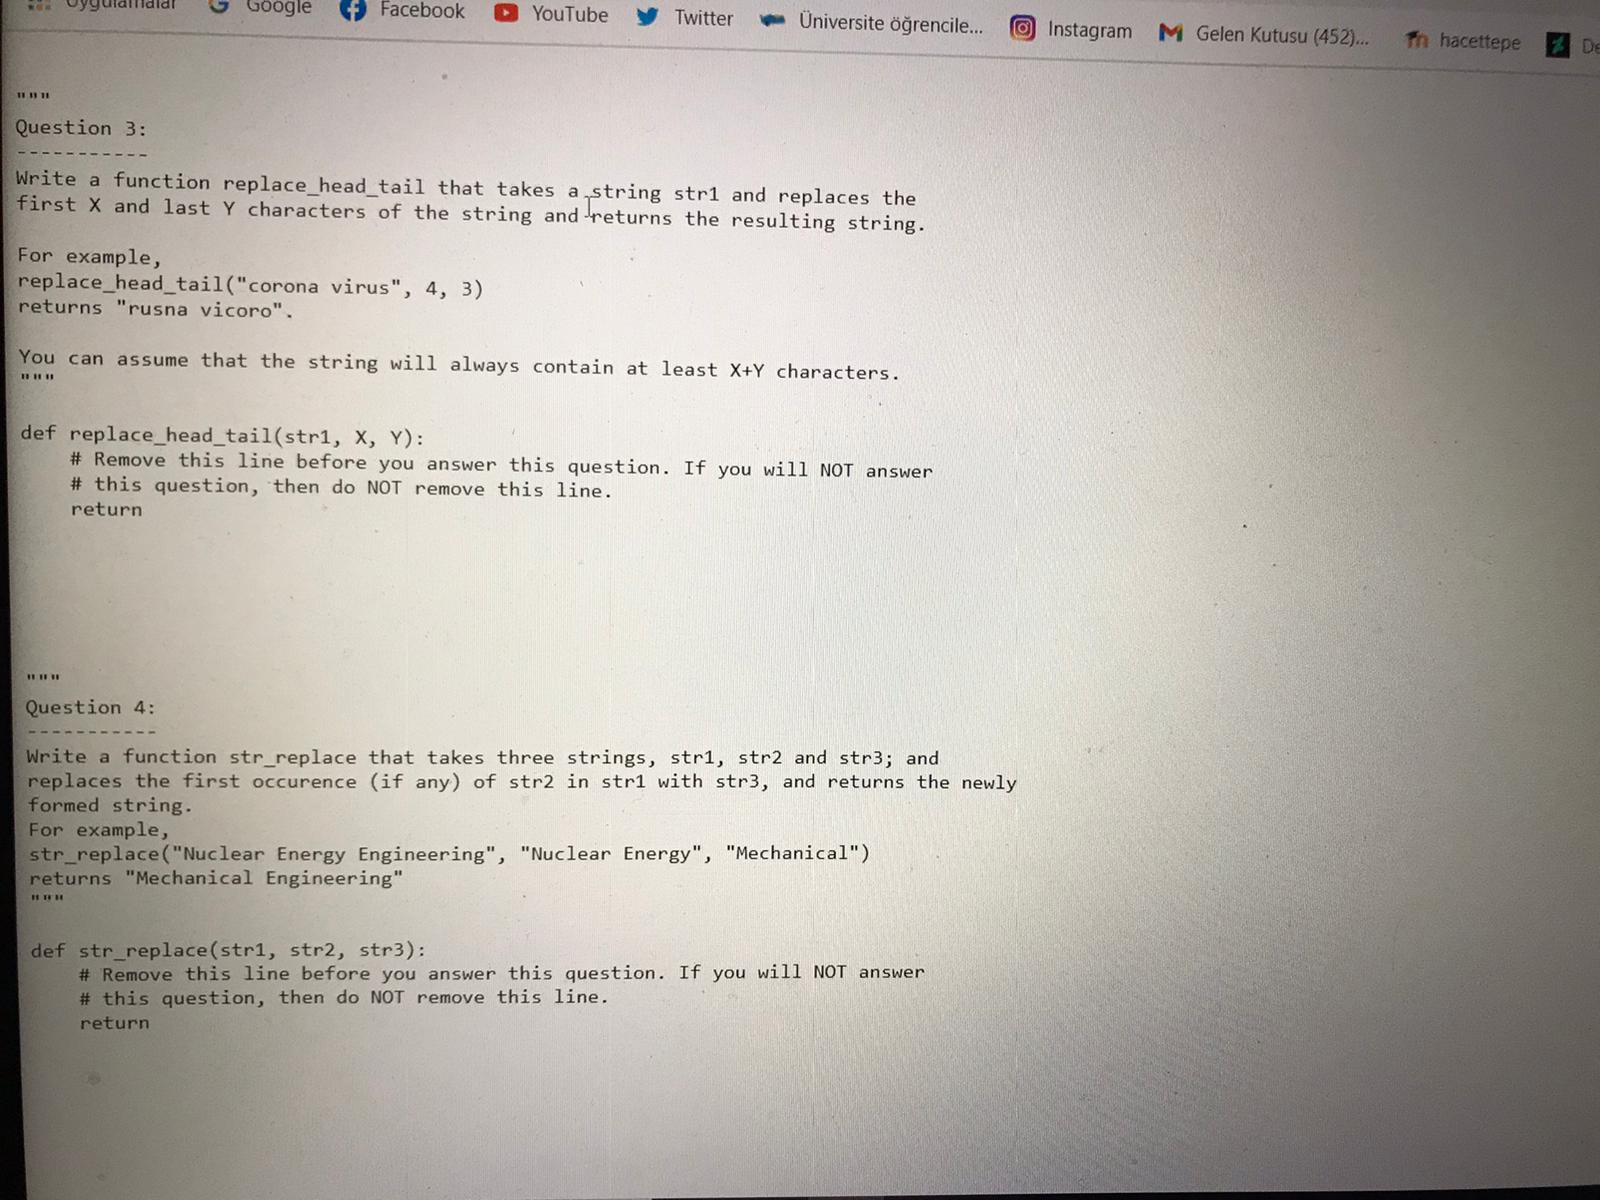 Uygulamalar Google Facebook YouTube Twitter Üniversite öğrencile... Instagram Gelen Kutusu (452)... hacettepe De
"""
Question 3:
-----------
Write a function replace_head_tail that takes a string str1 and replaces the
first X and last Y characters of the string and returns the resulting string.
For example,
replace_head_tail("corona virus", 4, 3)
returns "rusna vicoro".
You can assume that the string will always contain at least X+Y characters.
"""
def replace_head_tail(str1, X, Y):
# Remove this line before you answer this question. If you will NOT answer
# this question, then do NOT remove this line.
return
"""
Question 4:
-----------
Write a function str_replace that takes three strings, str1, str2 and str3; and
replaces the first occurence (if any) of str2 in str1 with str3, and returns the newly
formed string.
For example,
str_replace("Nuclear Energy Engineering", "Nuclear Energy", "Mechanical")
returns "Mechanical Engineering"
"""
def str_replace(str1, str2, str3):
# Remove this line before you answer this question. If you will NOT answer
# this question, then do NOT remove this line.
return